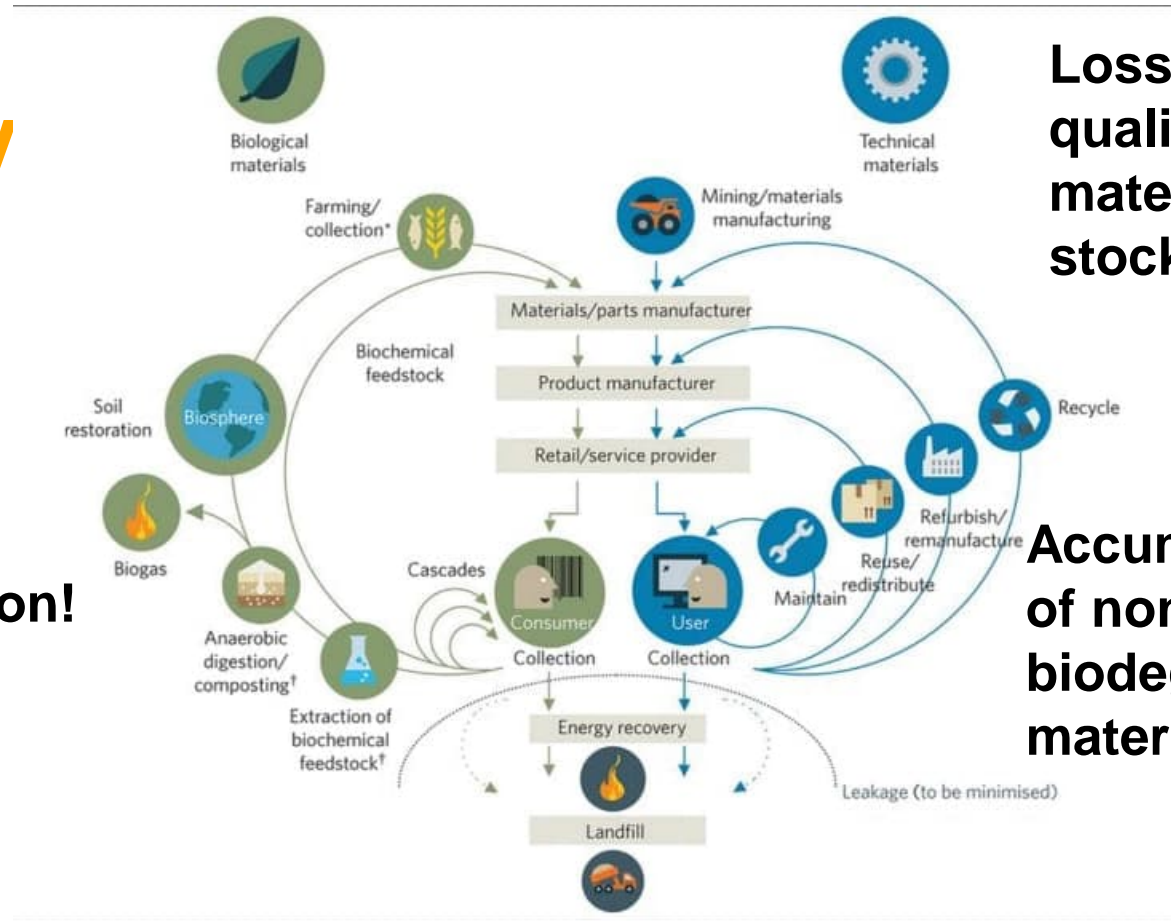 Biological
materials
Technical
materials
Loss
quali
mate
stock
y
Farming/
collection*
Mining/materials
manufacturing
Materials/parts manufacturer
Biochemical
feedstock
Product manufacturer
Soil
restoration
Biosphere
Recycle
Retail/service provider
Biogas
Refurbish/
remanufacture
Reuse/
redistribute
Maintain
Cascades
Consumer
User
Collection
Collection
on!
Anaerobic
digestion/
composting†
Extraction of
biochemical
feedstock†
of non
biodeg
mater
Energy recovery
Leakage (to be minimised)
Landfill